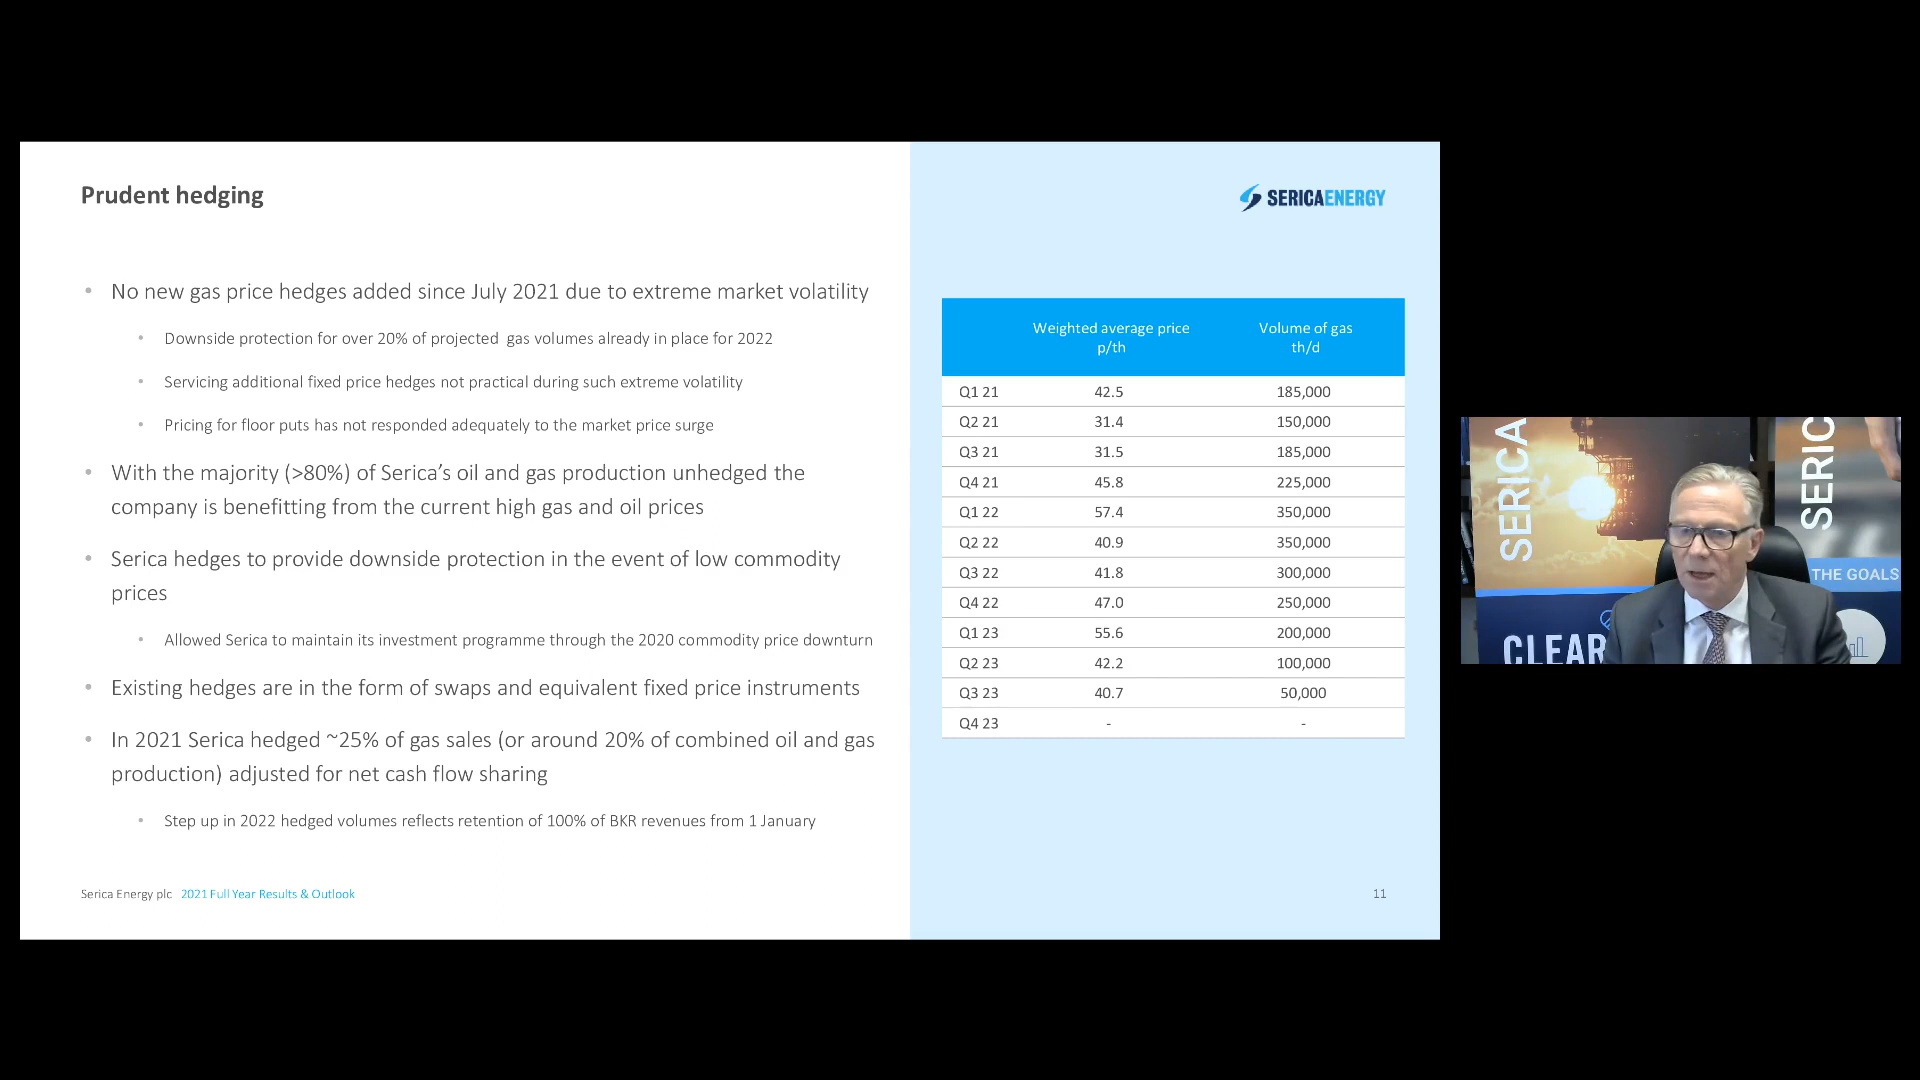 Prudent hedging
SERICAENERGY
• No new gas price hedges added since July 2021 due to extreme market volatility
• Downside protection for over 20% of projected gas volumes already in place for 2022
• Servicing additional fixed price hedges not practical during such extreme volatility
• Pricing for floor puts has not responded adequately to the market price surge
• With the majority (>80%) of Serica’s oil and gas production unhedged the
company is benefitting from the current high gas and oil prices
• Serica hedges to provide downside protection in the event of low commodity
prices
• Allowed Serica to maintain its investment programme through the 2020 commodity price downturn
• Existing hedges are in the form of swaps and equivalent fixed price instruments
• In 2021 Serica hedged ~25% of gas sales (or around 20% of combined oil and gas
production) adjusted for net cash flow sharing
• Step up in 2022 hedged volumes reflects retention of 100% of BKR revenues from 1 January
Weighted average price Volume of gas
p/th th/d
Q1 21 42.5 185,000
Q2 21 31.4 150,000
Q3 21 31.5 185,000
Q4 21 45.8 225,000
Q1 22 57.4 350,000
Q2 22 40.9 350,000
Q3 22 41.8 300,000
Q4 22 47.0 250,000
Q1 23 55.6 200,000
Q2 23 42.2 100,000
Q3 23 40.7 50,000
Q4 23 - -
Serica Energy plc 2021 Full Year Results & Outlook
11
SERICA
SERIC
THE GOALS
CLEAR